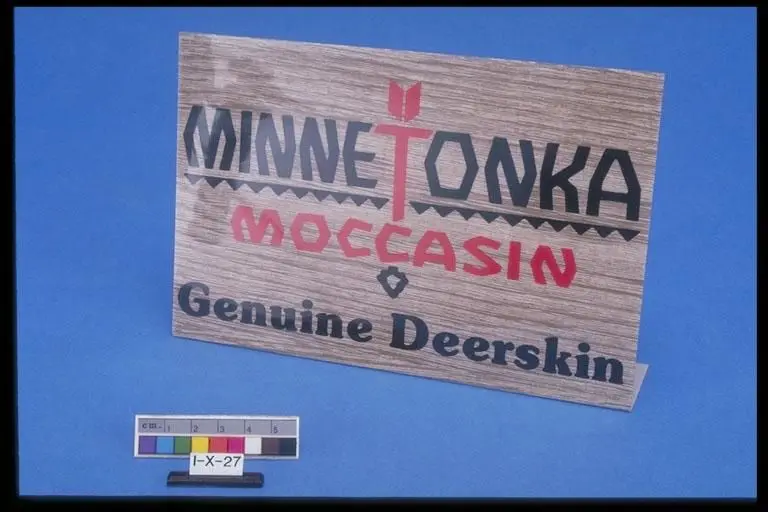 MINNETONKA
MOCCASIN
Genuine Deerskin
cm. 1 2 3 4 5
I-X-27